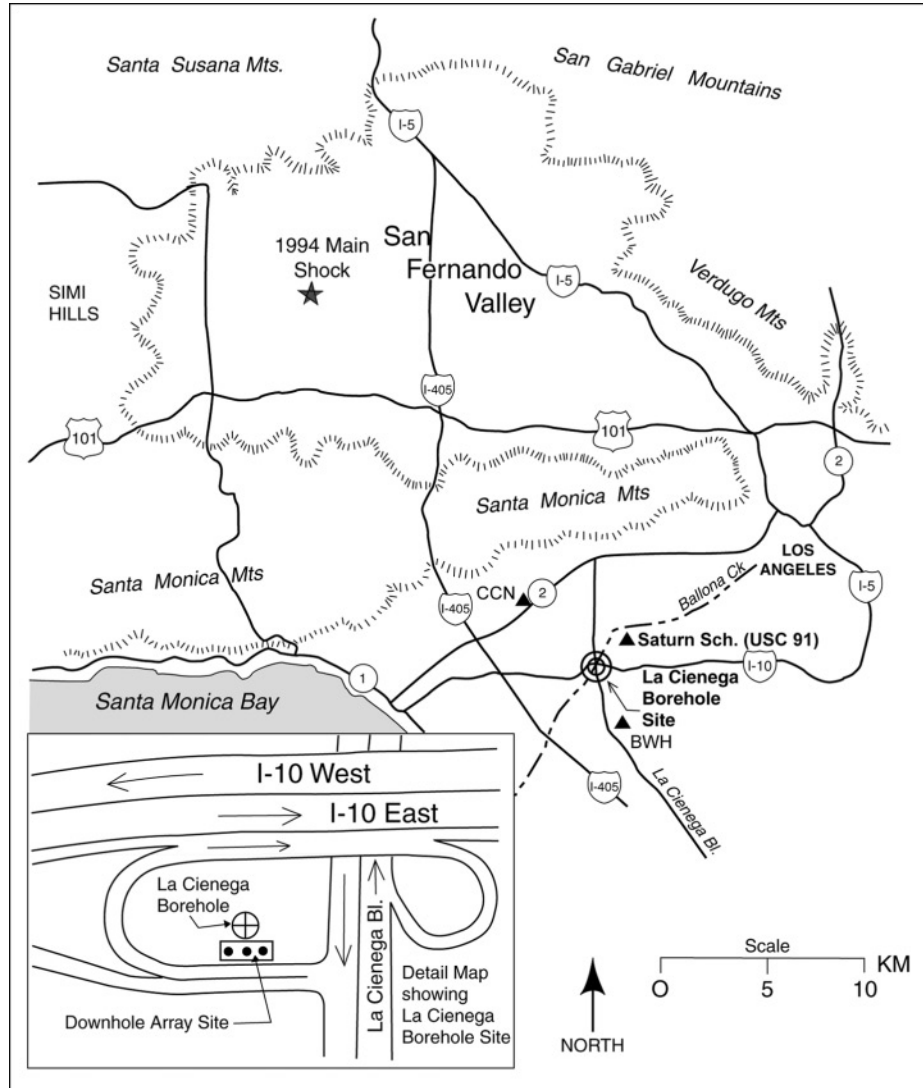 Santa Susana Mts.
San Gabriel Mountains
I-5
1994 Main
Shock
San
Fernando
Valley
I-5
SIMI
HILLS
Verdugo Mts
I-405
101
101
2
Santa Monica Mts
LOS
ANGELES
Santa Monica Mts
CCN
2
I-405
Ballona Ck
I-5
Saturn Sch. (USC 91)
I-10
1
La Cienega
Borehole
Site
Santa Monica Bay
BWH
I-405
La Cienega Bl.
I-10 West
I-10 East
La Cienega
Borehole
La Cienega Bl.
Detail Map
showing
La Cienega
Borehole Site
Downhole Array Site
Scale
KM
O 5 10
NORTH